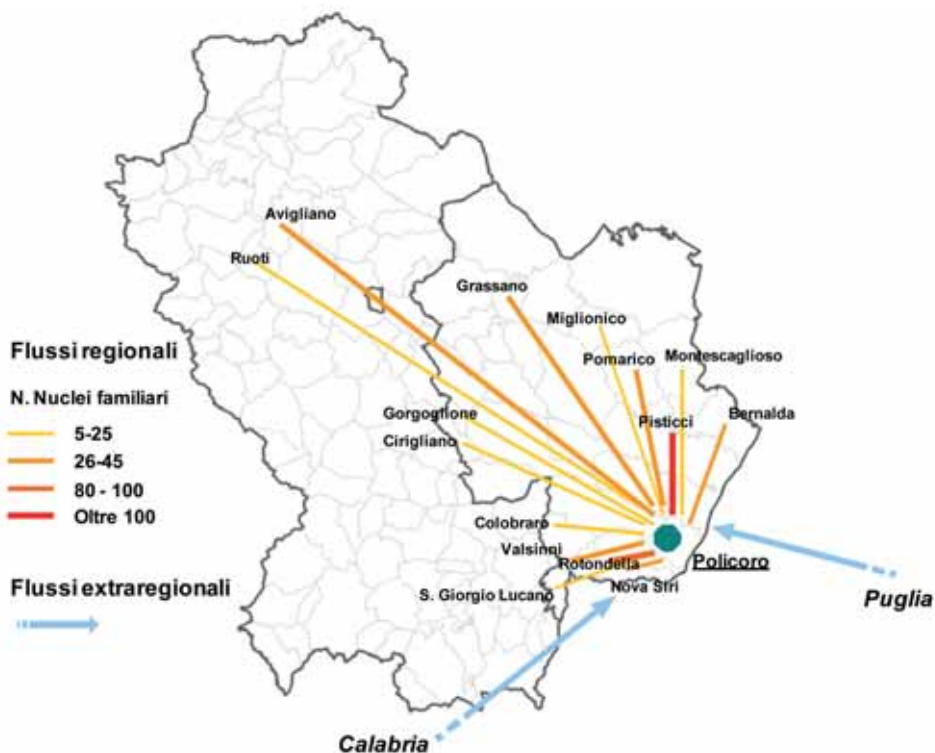 Avigliano
Ruoti
Grassano
Miglionico
Flussi regionali
Pomarico
Montescaglioso
N. Nuclei familiari
Gorgoglione
Pisticci
Bernalda
5-25
Cirigliano
26-45
80 - 100
Oltre 100
Colobraro
Valsinni
Rotondella
Policoro
Flussi extraregionali
S. Giorgio Lucano
Nova Siri
Puglia
Calabria